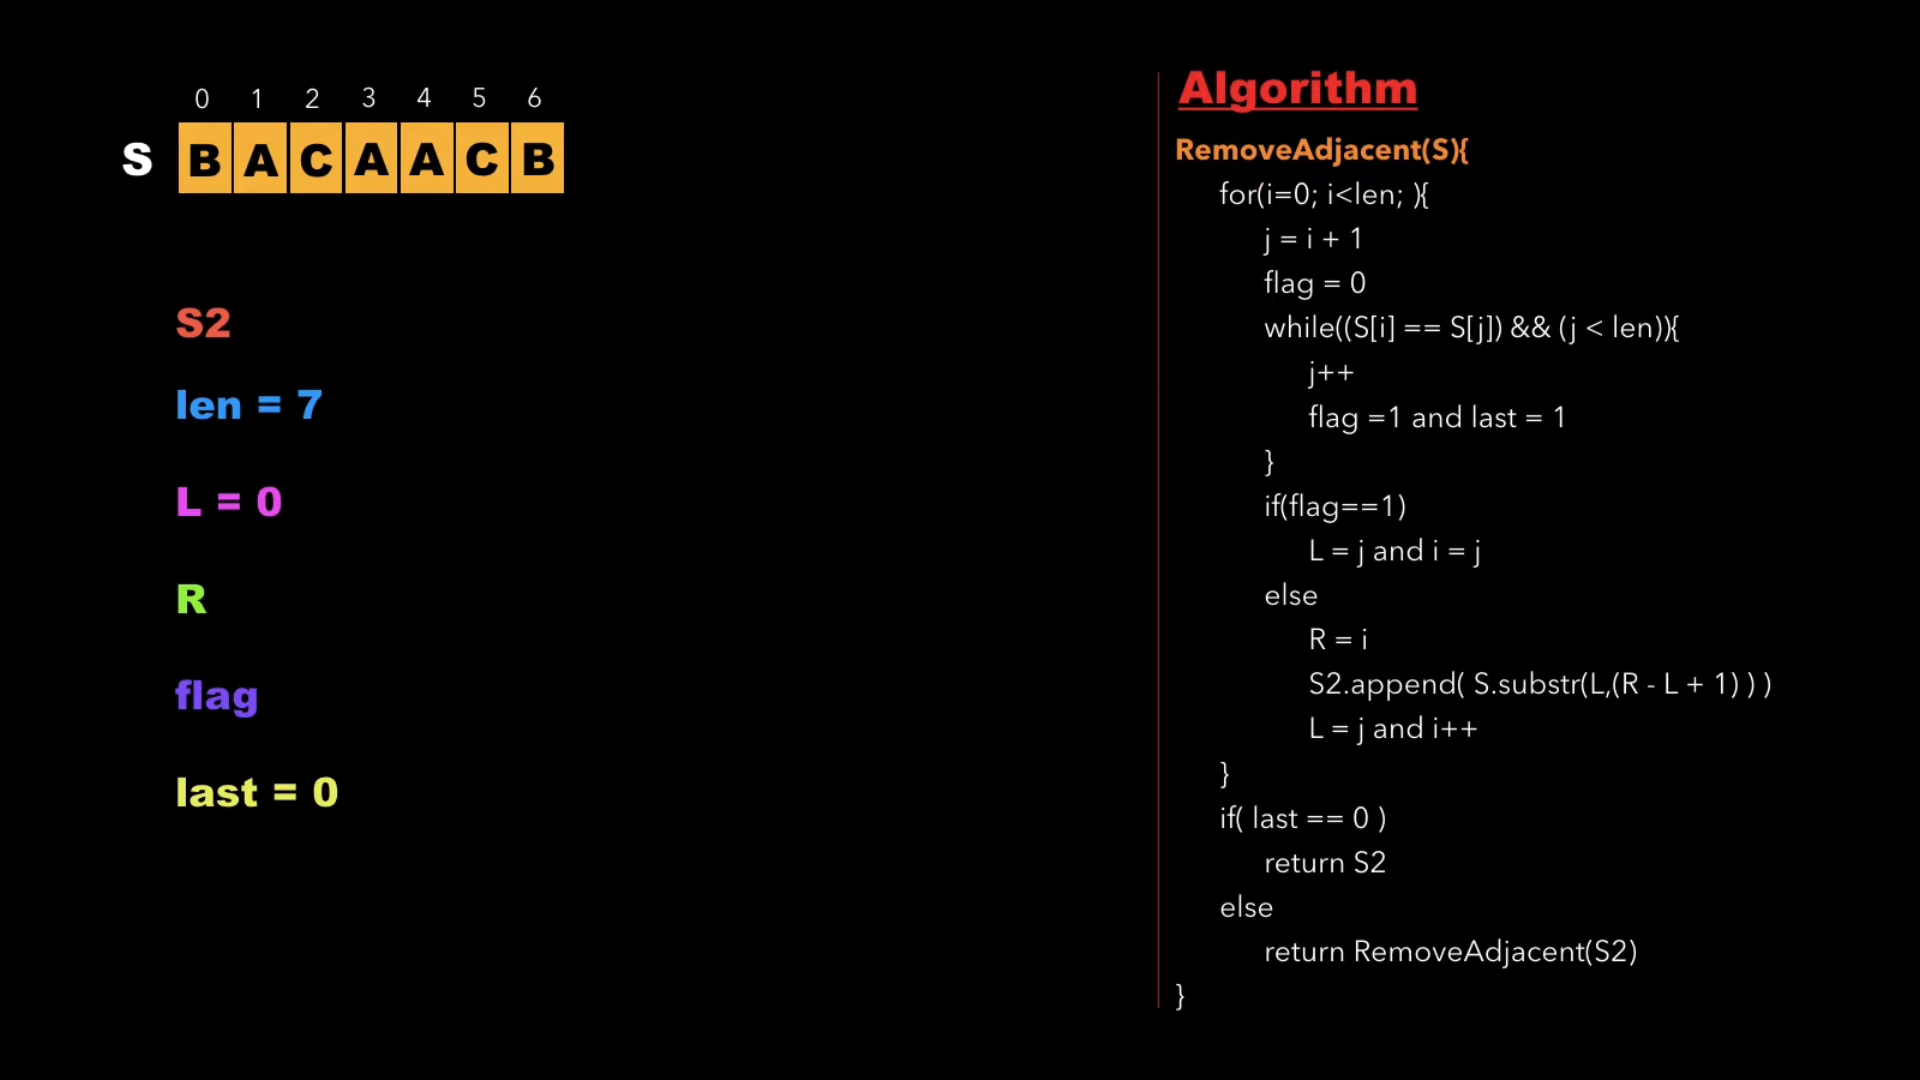 0 1 2 3 4 5 6
S B A C A A C B
S2
len = 7
L = 0
R
flag
last = 0
Algorithm
RemoveAdjacent(S){
for(i=0; i<len; ){
j = i + 1
flag = 0
while((S[i] == S[j]) && (j < len)){
j++
flag =1 and last = 1
}
if(flag==1)
L = j and i = j
else
R = i
S2.append( S.substr(L,(R - L + 1) ) )
L = j and i++
}
if( last == 0 )
return S2
else
return RemoveAdjacent(S2)
}